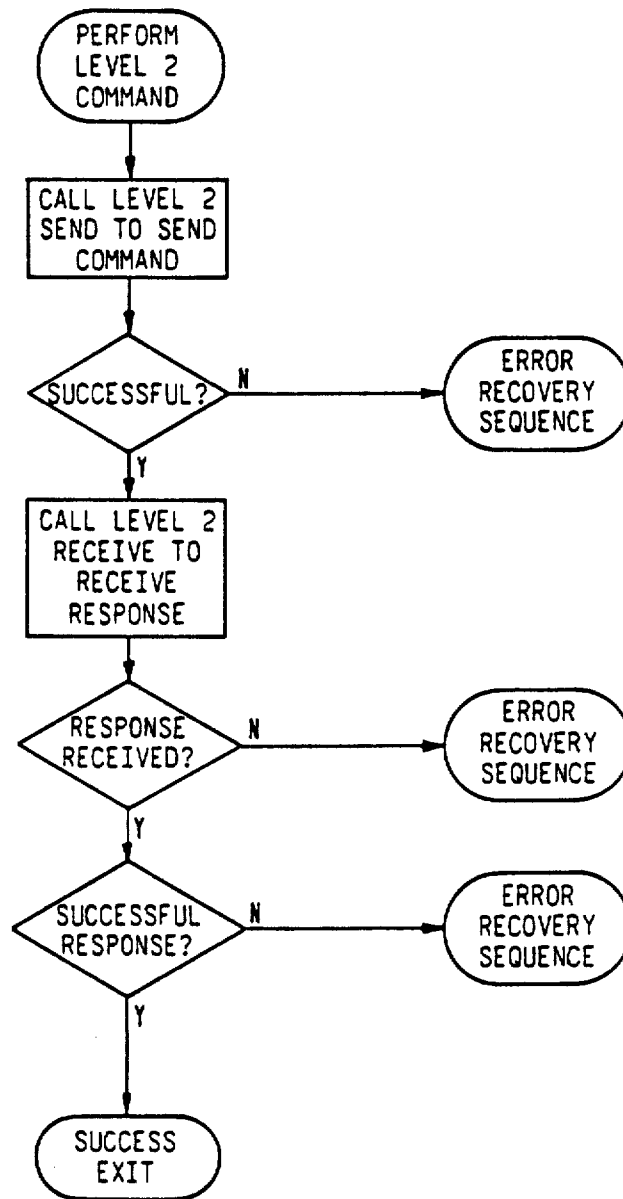 PERFORM
LEVEL 2
COMMAND
CALL LEVEL 2
SEND TO SEND
COMMAND
SUCCESSFUL?
N
ERROR
RECOVERY
SEQUENCE
Y
CALL LEVEL 2
RECEIVE TO
RECEIVE
RESPONSE
RESPONSE
RECEIVED?
N
ERROR
RECOVERY
SEQUENCE
Y
SUCCESSFUL
RESPONSE?
N
ERROR
RECOVERY
SEQUENCE
Y
SUCCESS
EXIT